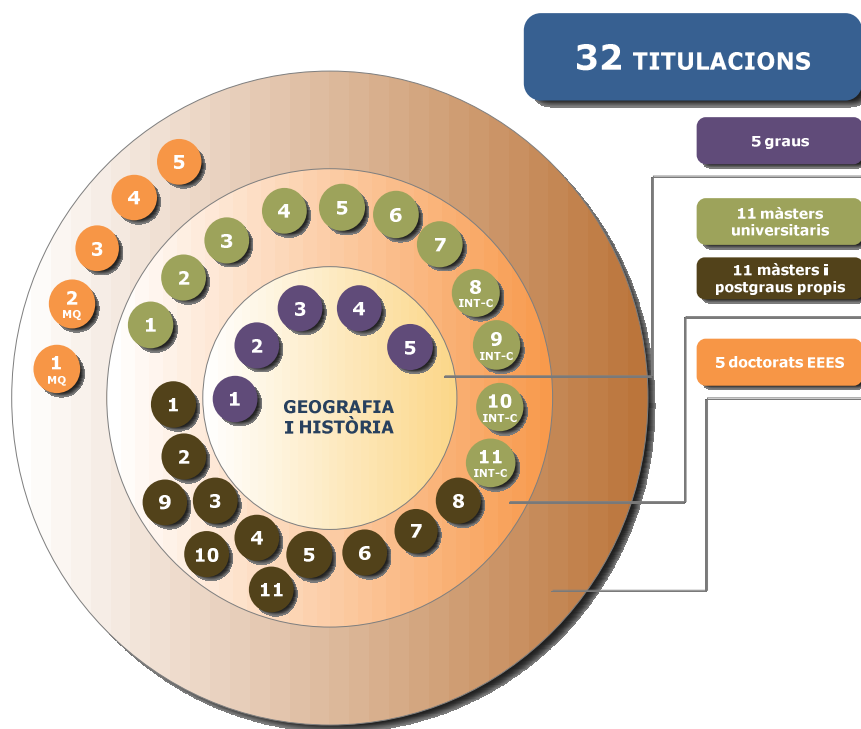 32 TITULACIONS
5 graus
11 màsters
universitaris
11 màsters i
postgraus propis
5 doctorats EEES
5
4
3
2
MQ
1
MQ
1
2
3
4
5
6
7
8
INT-C
9
INT-C
10
INT-C
11
INT-C
1
2
3
4
5
GEOGRAFIA
I HISTÒRIA
1
2
3
4
5
6
7
8
9
10
11